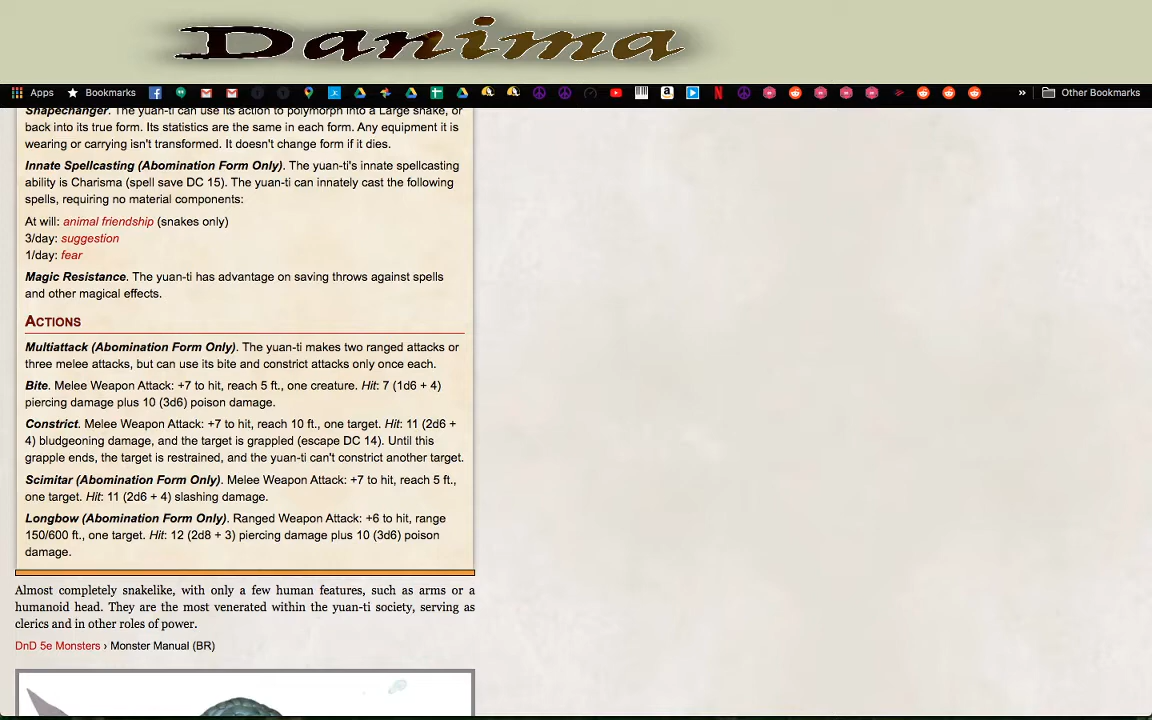 Danima
Apps Bookmarks » Other Bookmarks
Shapechanger. The yuan-ti can use its action to polymorph into a Large snake, or
back into its true form. Its statistics are the same in each form. Any equipment it is
wearing or carrying isn't transformed. It doesn't change form if it dies.
Innate Spellcasting (Abomination Form Only). The yuan-ti's innate spellcasting
ability is Charisma (spell save DC 15). The yuan-ti can innately cast the following
spells, requiring no material components:
At will: animal friendship (snakes only)
3/day: suggestion
1/day: fear
Magic Resistance. The yuan-ti has advantage on saving throws against spells
and other magical effects.
ACTIONS
Multiattack (Abomination Form Only). The yuan-ti makes two ranged attacks or
three melee attacks, but can use its bite and constrict attacks only once each.
Bite. Melee Weapon Attack: +7 to hit, reach 5 ft., one creature. Hit: 7 (1d6 + 4)
piercing damage plus 10 (3d6) poison damage.
Constrict. Melee Weapon Attack: +7 to hit, reach 10 ft., one target. Hit: 11 (2d6 +
4) bludgeoning damage, and the target is grappled (escape DC 14). Until this
grapple ends, the target is restrained, and the yuan-ti can't constrict another target.
Scimitar (Abomination Form Only). Melee Weapon Attack: +7 to hit, reach 5 ft.,
one target. Hit: 11 (2d6 + 4) slashing damage.
Longbow (Abomination Form Only). Ranged Weapon Attack: +6 to hit, range
150/600 ft., one target. Hit: 12 (2d8 + 3) piercing damage plus 10 (3d6) poison
damage.
Almost completely snakelike, with only a few human features, such as arms or a
humanoid head. They are the most venerated within the yuan-ti society, serving as
clerics and in other roles of power.
DnD 5e Monsters › Monster Manual (BR)